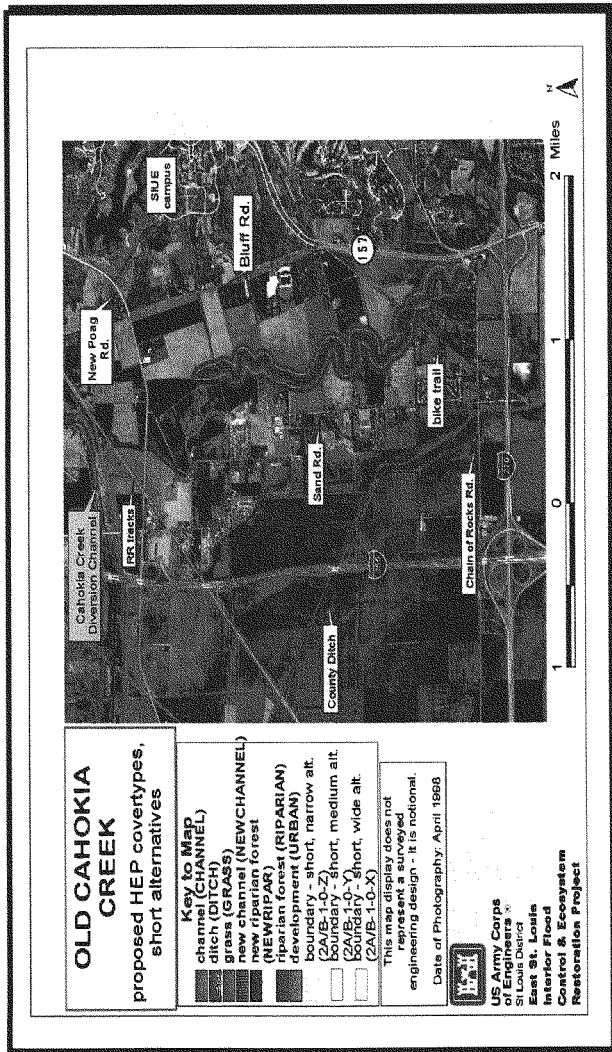 OLD CAHOKIA
CREEK
proposed HEP covertypes,
short alternatives
Key to Map
channel (CHANNEL)
ditch (DITCH)
grass (GRASS)
new channel (NEWCHANNEL)
new riparian forest
(NEWRIPAR)
riparian forest (RIPARIAN)
development (URBAN)
boundary - short, narrow alt.
(2A/B-1-0-Z)
boundary - short, medium alt.
(2A/B-1-0-Y)
boundary - short, wide alt.
(2A/B-1-0-X)
This map display does not
represent a surveyed
engineering design - it is notional.
Date of Photography: April 1998
US Army Corps
of Engineers ®
St Louis District
East St. Louis
Interior Flood
Control & Ecosystem
Restoration Project
Cahokia Creek
Diversion Channel
RR tracks
New Poag
Rd.
SIUE
campus
Bluff Rd.
157
Sand Rd.
bike trail
County Ditch
Chain of Rocks Rd.
1
0
1
2 Miles
N